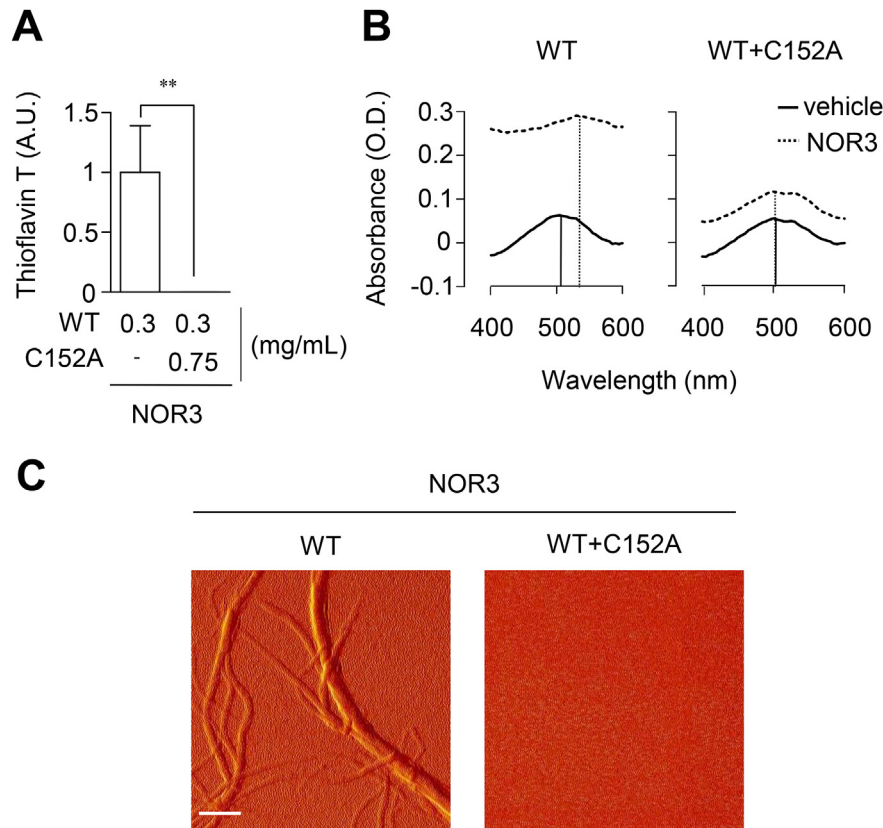 A
**
Thioflavin T (A.U.)
1.5
1
0.5
0
WT 0.3 0.3
C152A - 0.75
(mg/mL)
NOR3
B
WT WT+C152A
vehicle
NOR3
Absorbance (O.D.)
0.3
0.2
0.1
0
-0.1
400 500 600 400 500 600
Wavelength (nm)
C
NOR3
WT WT+C152A